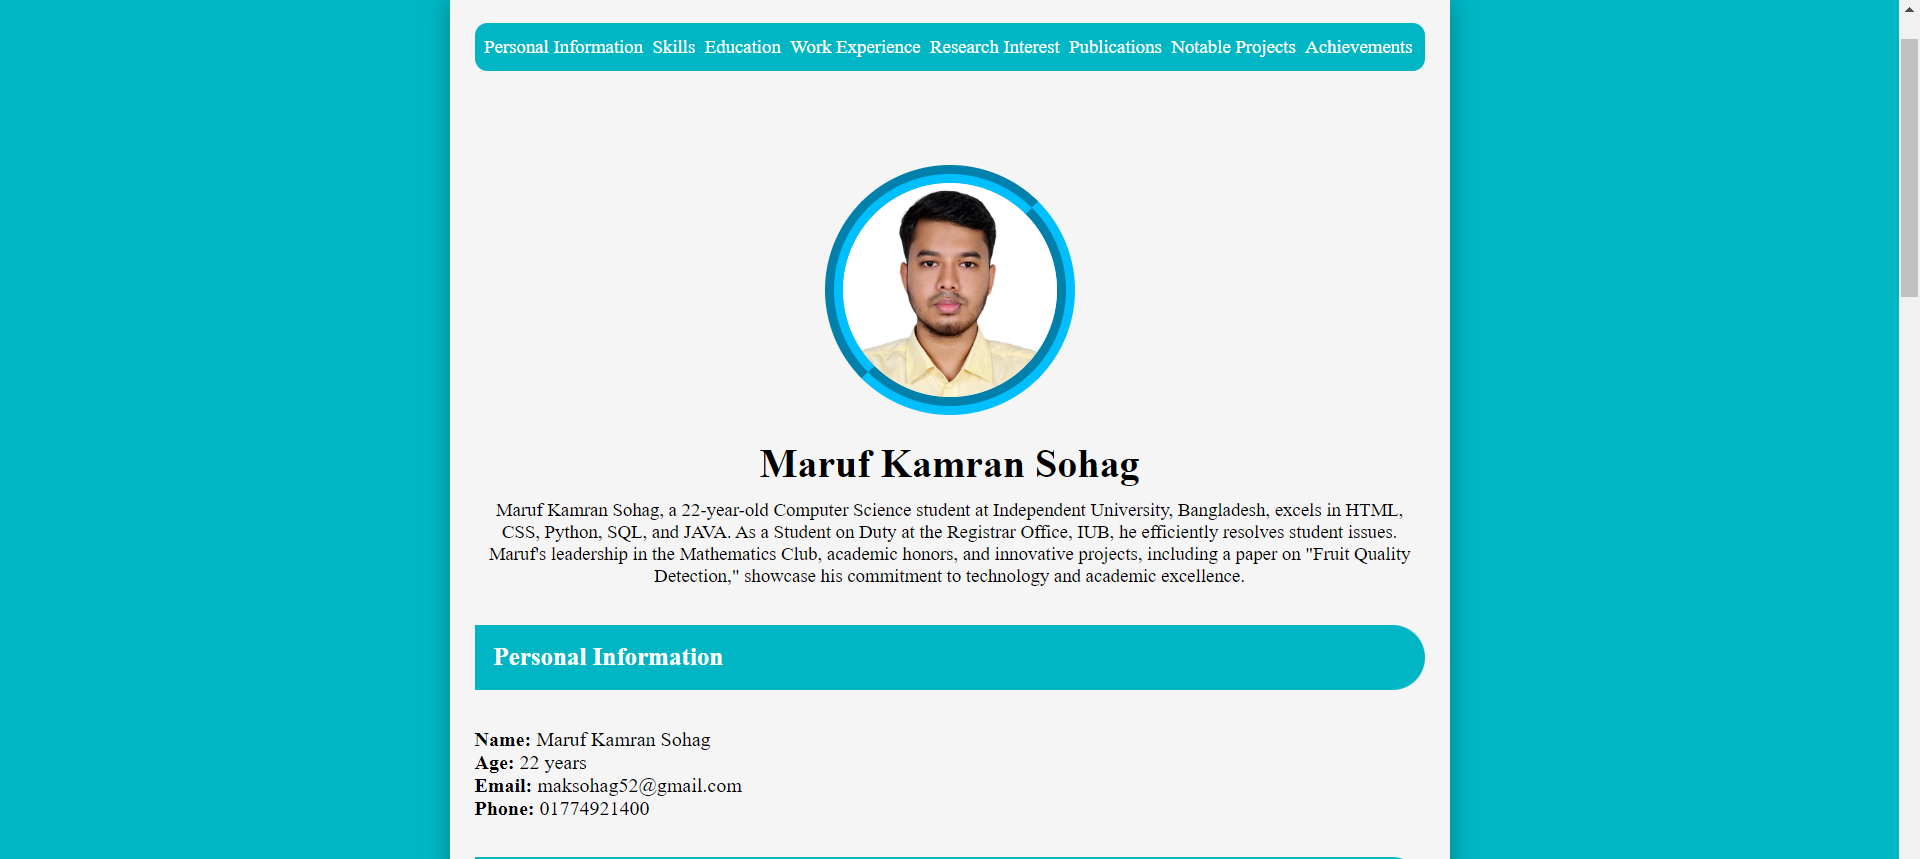 Personal Information Skills Education Work Experience Research Interest Publications Notable Projects Achievements
Maruf Kamran Sohag
Maruf Kamran Sohag, a 22-year-old Computer Science student at Independent University, Bangladesh, excels in HTML,
CSS, Python, SQL, and JAVA. As a Student on Duty at the Registrar Office, IUB, he efficiently resolves student issues.
Maruf's leadership in the Mathematics Club, academic honors, and innovative projects, including a paper on "Fruit Quality
Detection," showcase his commitment to technology and academic excellence.
Personal Information
Name: Maruf Kamran Sohag
Age: 22 years
Email: maksohag52@gmail.com
Phone: 01774921400